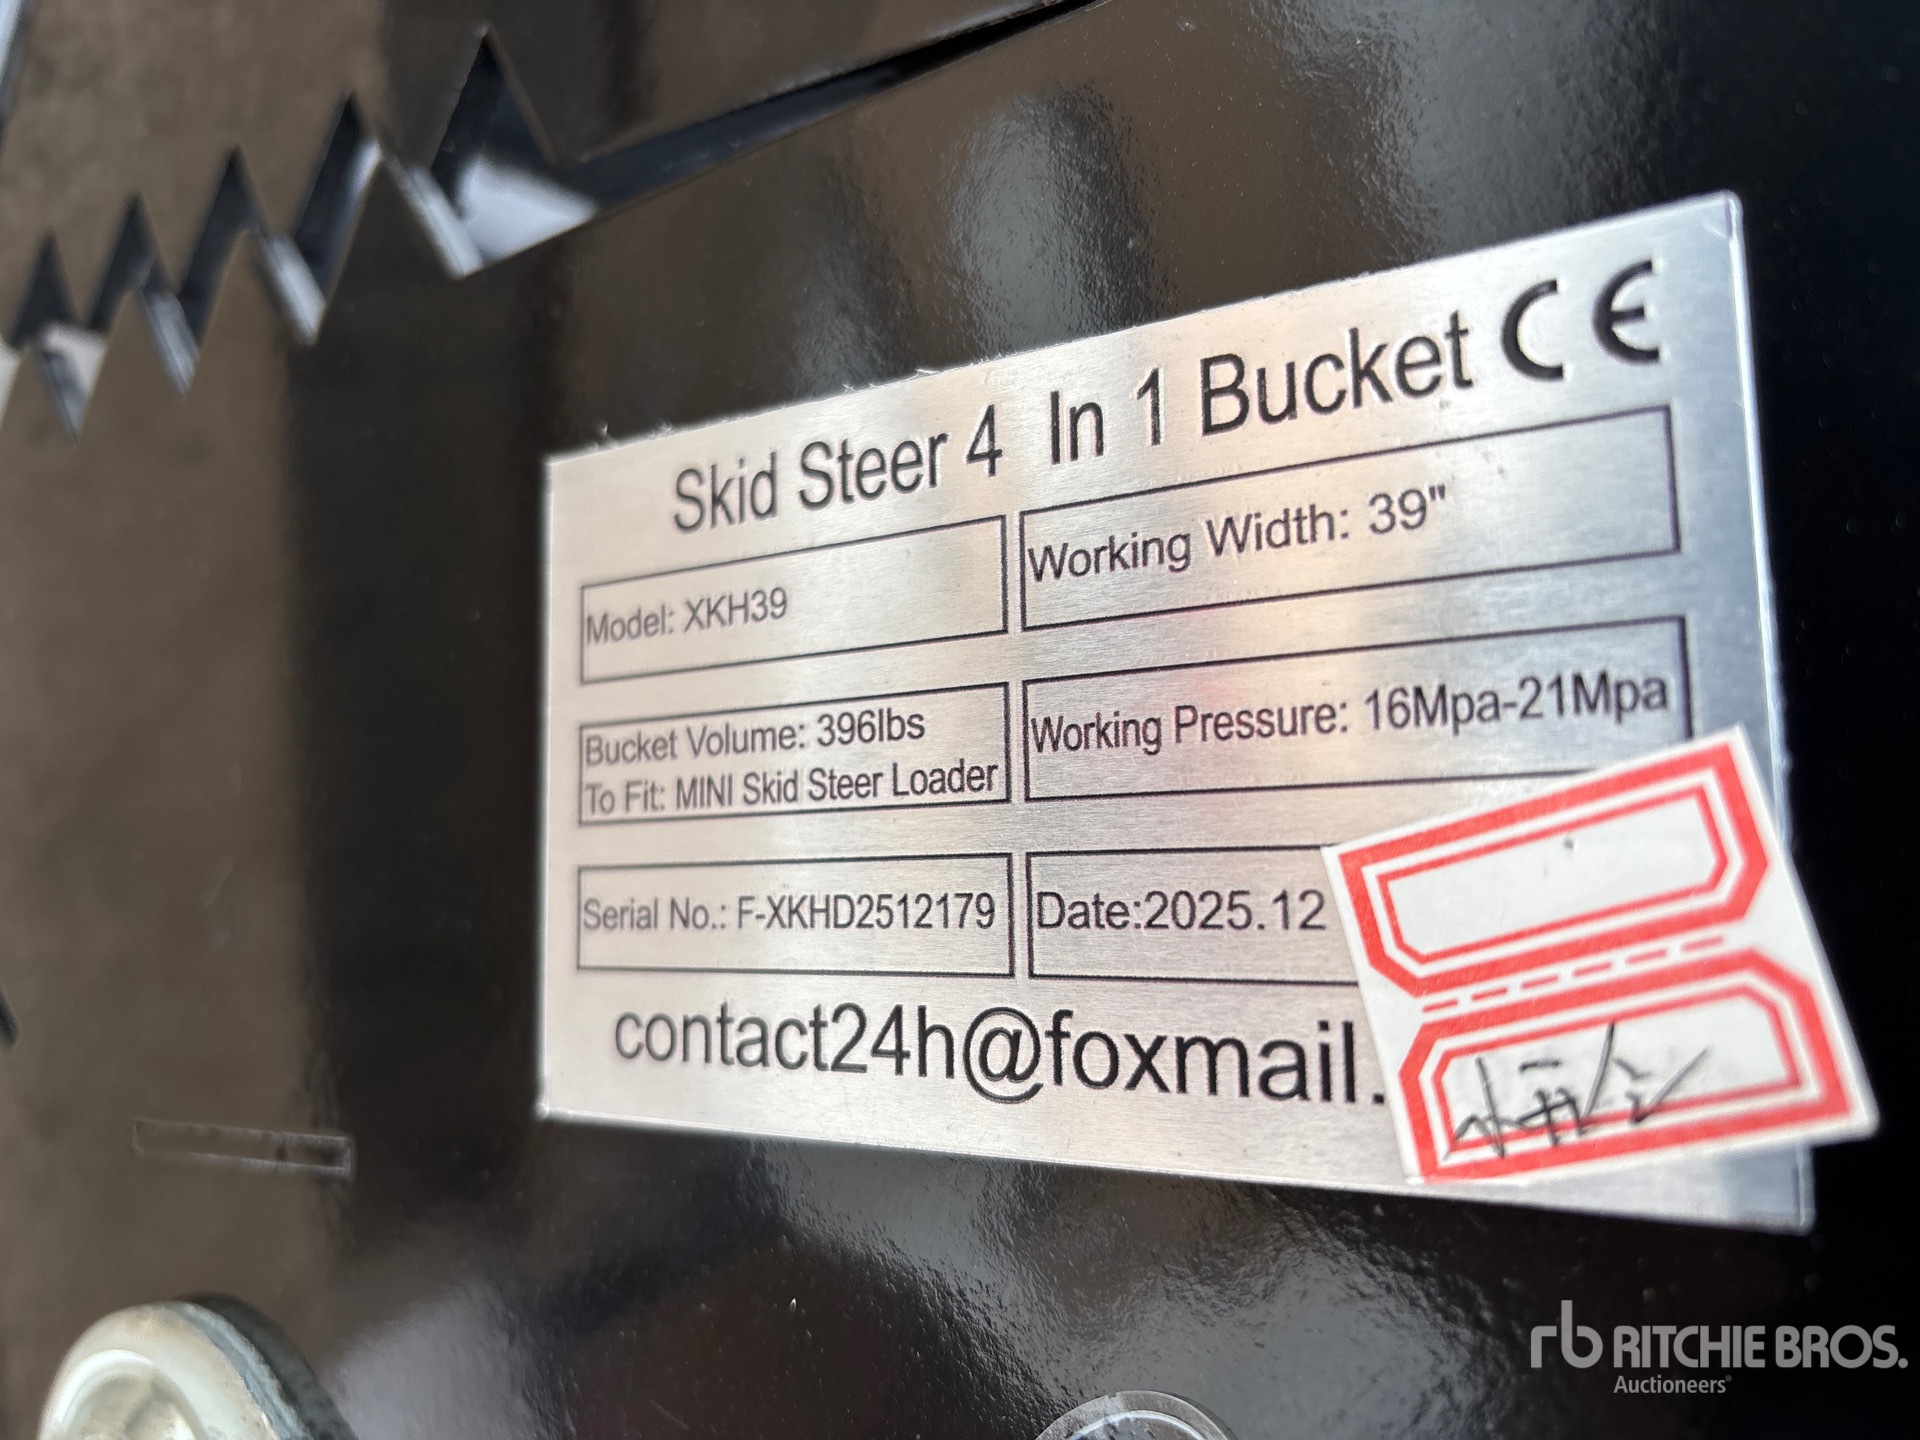 Skid Steer 4 In 1 Bucket CE
Model: XKH39
Working Width: 39"
Bucket Volume: 396lbs
To Fit: MINI Skid Steer Loader
Working Pressure: 16Mpa-21Mpa
Serial No.: F-XKHD2512179
Date:2025.12
contact24h@foxmail.
rb RITCHIE BROS.
Auctioneers®